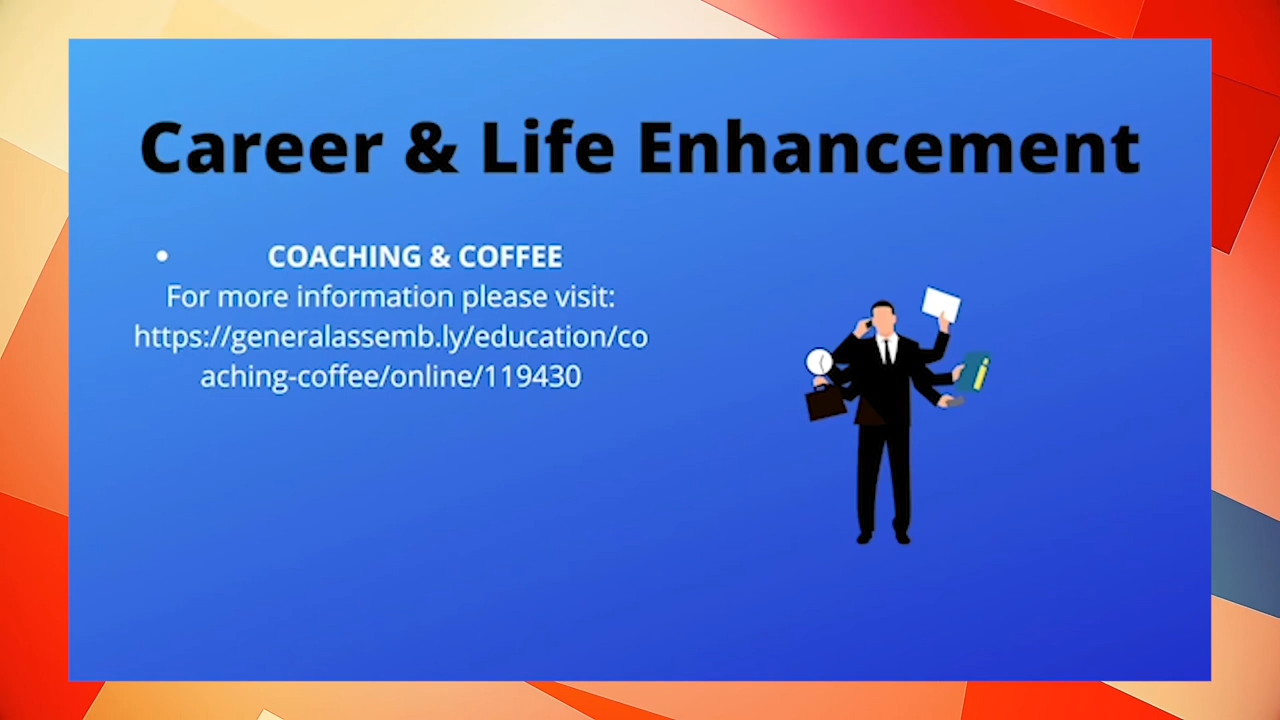 Career & Life Enhancement
• COACHING & COFFEE
For more information please visit:
https://generalassemb.ly/education/co
aching-coffee/online/119430